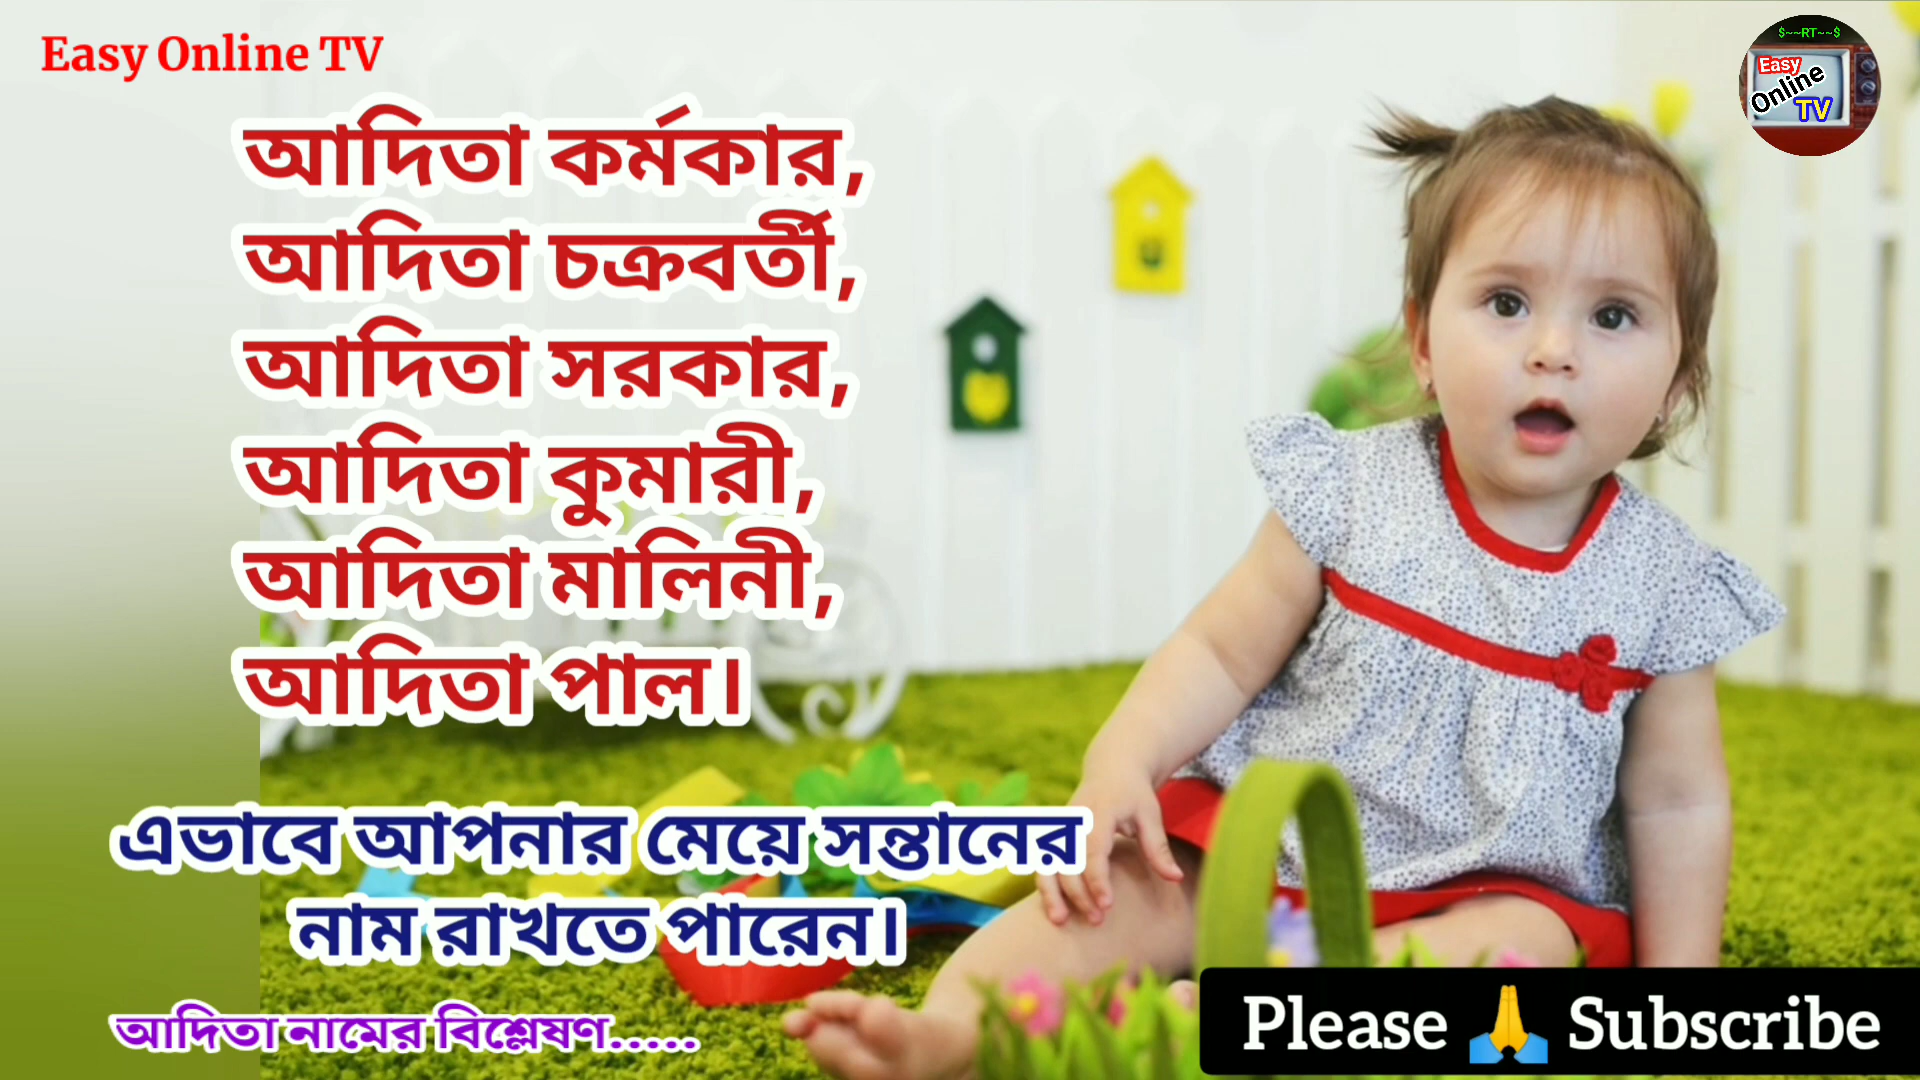 Easy Online TV
$~~RT~~$
Easy
Online
TV
আদিতা কর্মকার,
আদিতা চক্রবর্তী,
আদিতা সরকার,
আদিতা কুমারী,
আদিতা মালিনী,
আদিতা পাল।
এভাবে আপনার মেয়ে সন্তানের
নাম রাখতে পারেন।
আদিতা নামের বিশ্লেষণ.....
Please 🙏 Subscribe